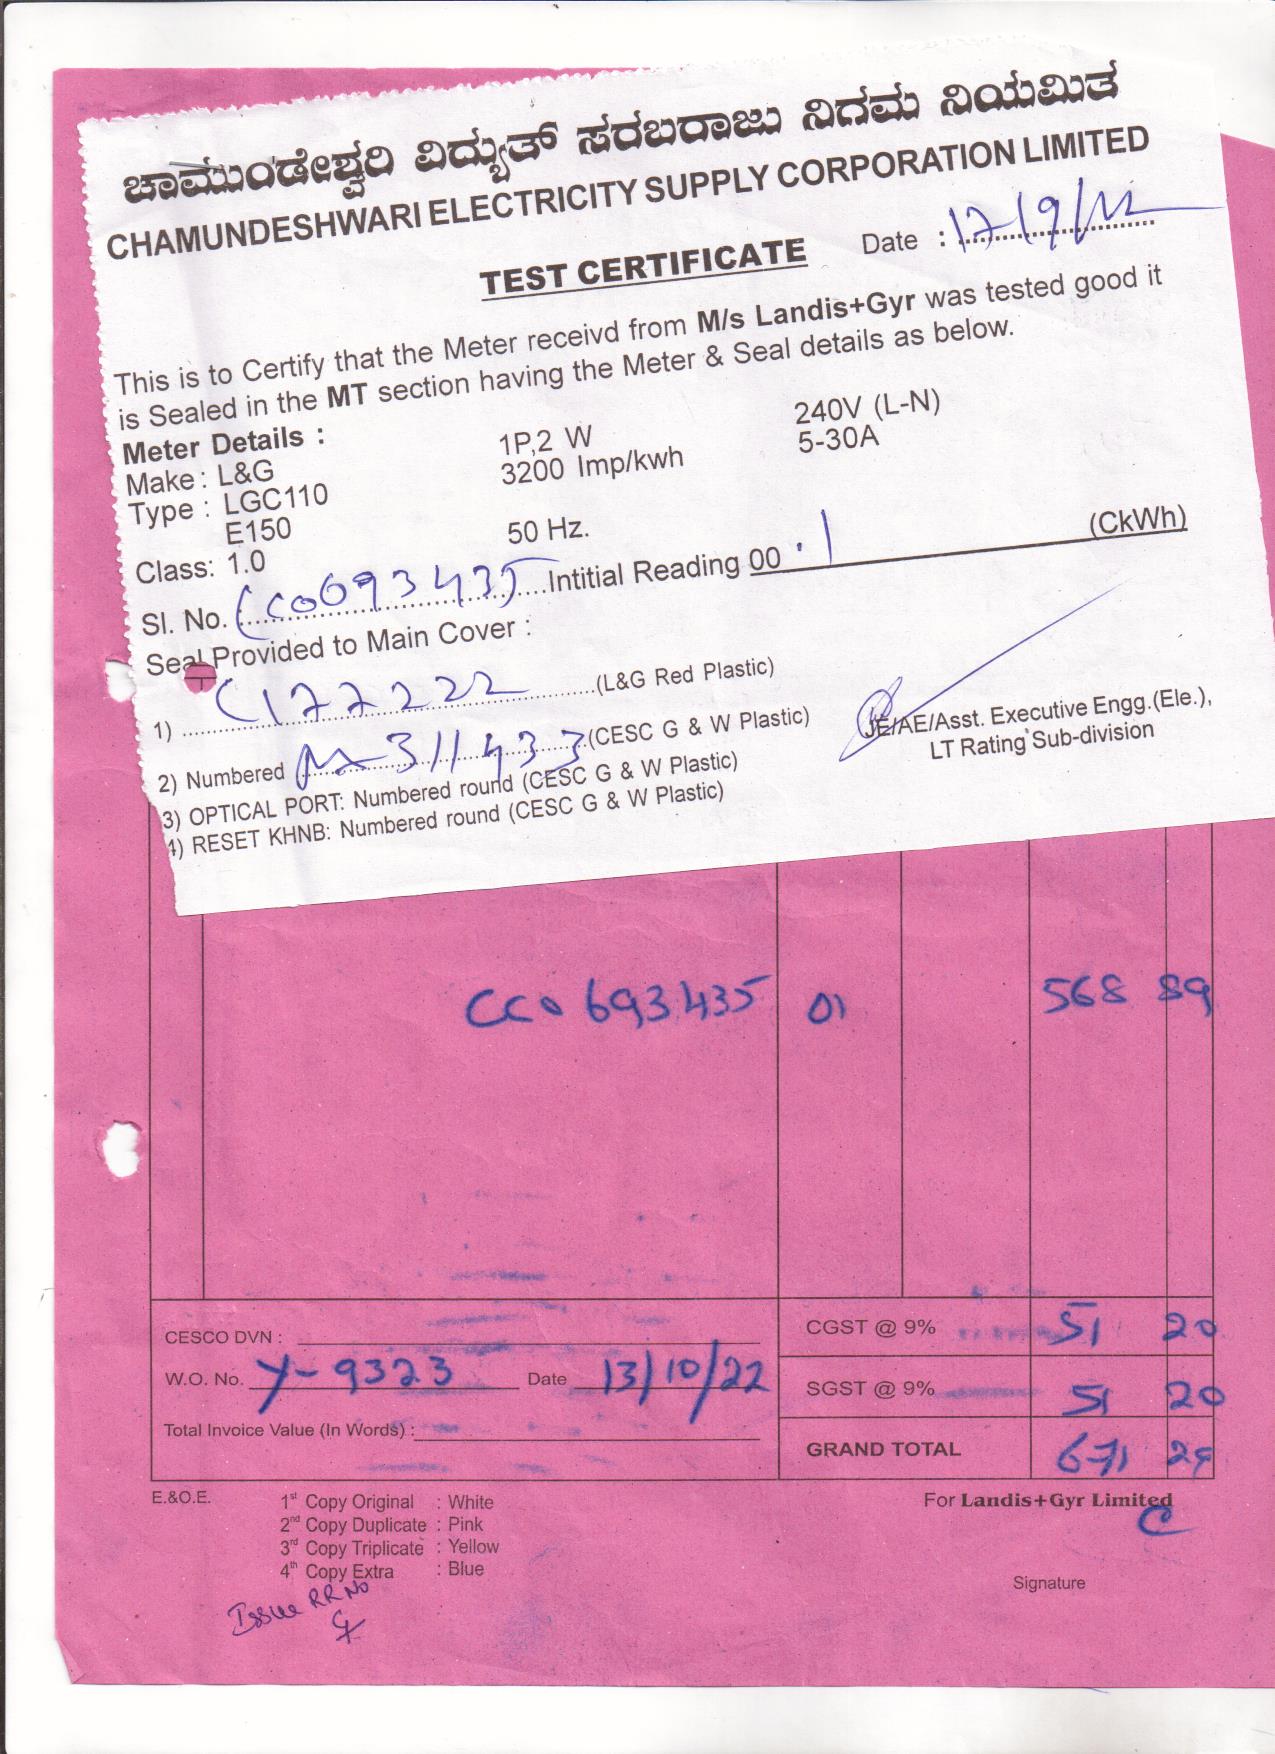 ಚಾಮುಂಡೇಶ್ವರಿ ವಿದ್ಯುತ್ ಸರಬರಾಜು ನಿಗಮ ನಿಯಮಿತ
CHAMUNDESHWARI ELECTRICITY SUPPLY CORPORATION LIMITED
TEST CERTIFICATE Date : 17/9/22
This is to Certify that the Meter receivd from M/s Landis+Gyr was tested good it
is Sealed in the MT section having the Meter & Seal details as below.
Meter Details :
Make : L&G 1P,2 W 240V (L-N)
Type : LGC110 3200 Imp/kwh 5-30A
E150
Class: 1.0 50 Hz.
Sl. No. CC0693435 Intitial Reading 00 .1 (CkWh)
Seal Provided to Main Cover :
1) C177222 (L&G Red Plastic)
2) Numbered 311433 (CESC G & W Plastic)
3) OPTICAL PORT: Numbered round (CESC G & W Plastic)
4) RESET KHNB: Numbered round (CESC G & W Plastic)
JE/AE/Asst. Executive Engg.(Ele.),
LT Rating Sub-division
CC0693435 01 568 89
CESCO DVN :
W.O. No. Y-9323 Date 13/10/22
Total Invoice Value (In Words) :
CGST @ 9% 51 20
SGST @ 9% 51 20
GRAND TOTAL 671 29
E.&O.E.
1st Copy Original : White
2nd Copy Duplicate : Pink
3rd Copy Triplicate : Yellow
4th Copy Extra : Blue
For Landis+Gyr Limited
Signature
Issue RR No